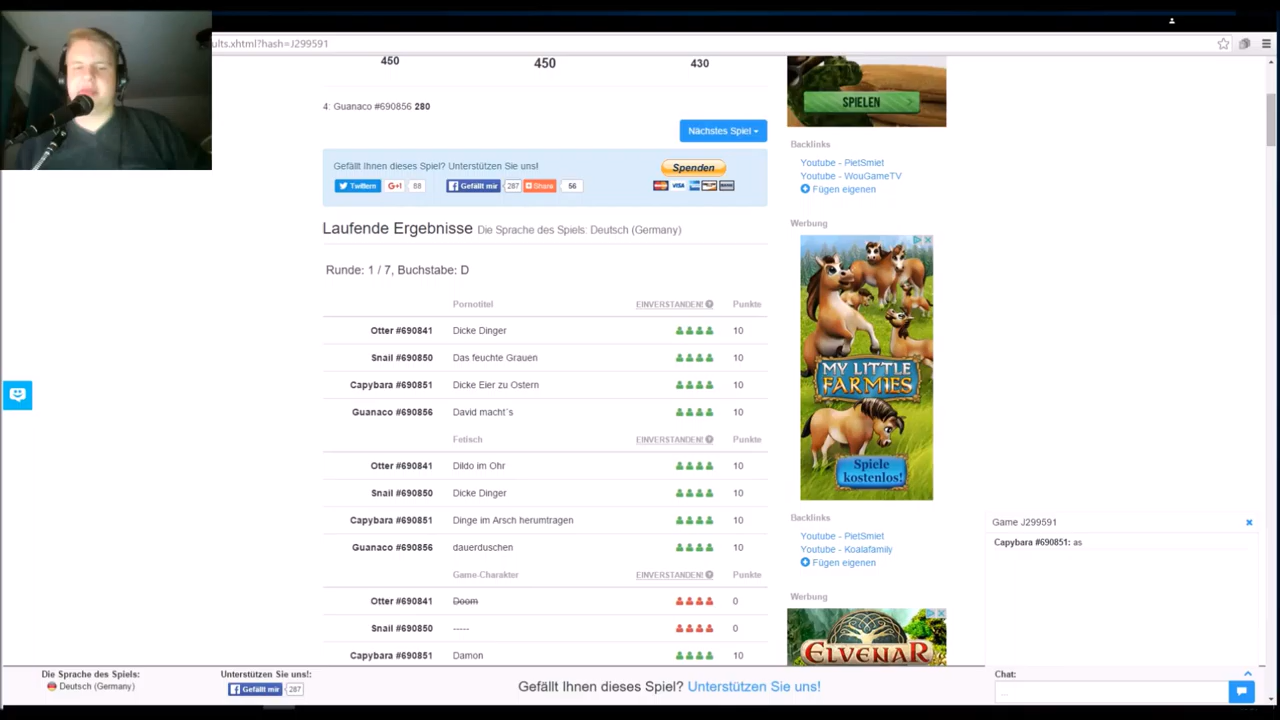 ults.xhtml?hash=J299591
450 450 430
4: Guanaco #690856 280
Nächstes Spiel
Gefällt Ihnen dieses Spiel? Unterstützen Sie uns!
Spenden
Twittern G+1 88 Gefällt mir 287 Share 56
VISA
Laufende Ergebnisse Die Sprache des Spiels: Deutsch (Germany)
Runde: 1 / 7, Buchstabe: D
Pornotitel EINVERSTANDEN! Punkte
Otter #690841 Dicke Dinger 10
Snail #690850 Das feuchte Grauen 10
Capybara #690851 Dicke Eier zu Ostern 10
Guanaco #690856 David macht´s 10
Fetisch EINVERSTANDEN! Punkte
Otter #690841 Dildo im Ohr 10
Snail #690850 Dicke Dinger 10
Capybara #690851 Dinge im Arsch herumtragen 10
Guanaco #690856 dauerduschen 10
Game-Charakter EINVERSTANDEN! Punkte
Otter #690841 Doom 0
Snail #690850 ----- 0
Capybara #690851 Damon 10
SPIELEN
Backlinks
Youtube - PietSmiet
Youtube - WouGameTV
Fügen eigenen
Werbung
MY LITTLE
FARMIES
Spiele
kostenlos!
Backlinks
Youtube - PietSmiet
Youtube - Koalafamily
Fügen eigenen
Werbung
ELVENAR
Game J299591
Capybara #690851: as
Chat:
...
Die Sprache des Spiels:
Deutsch (Germany)
Unterstützen Sie uns!:
Gefällt mir 287
Gefällt Ihnen dieses Spiel? Unterstützen Sie uns!